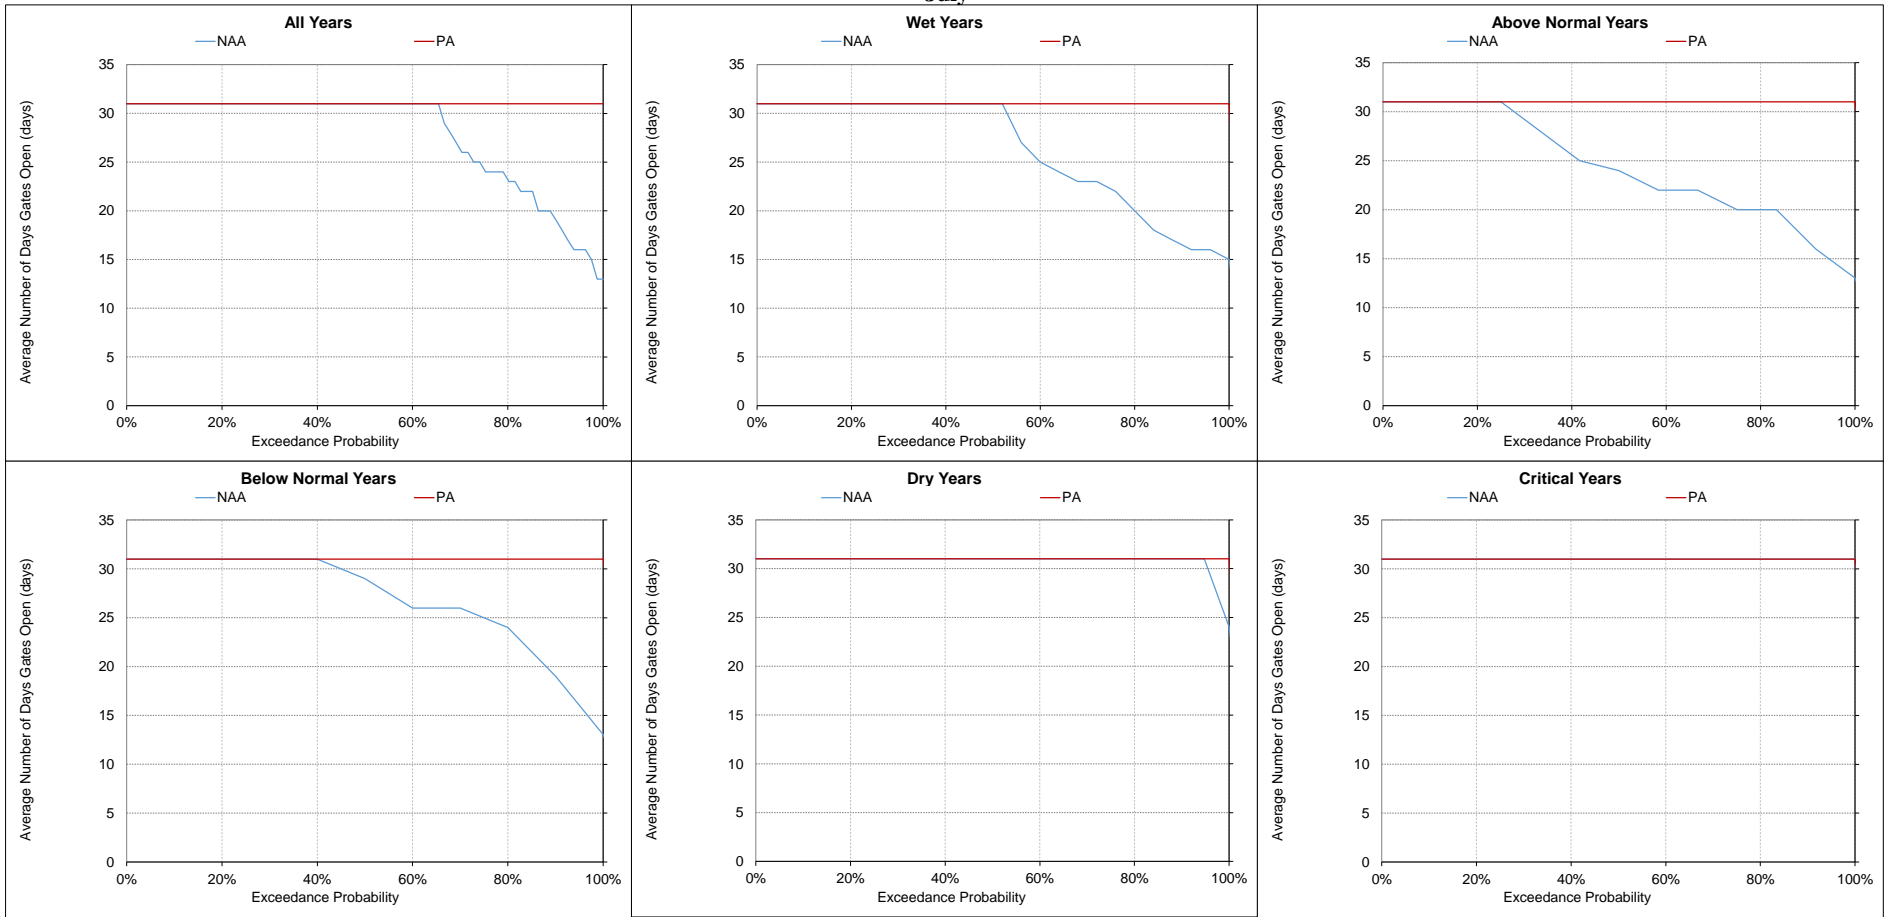 All Years
NAA PA
Average Number of Days Gates Open (days)
35
30
25
20
15
10
5
0
0% 20% 40% 60% 80% 100%
Exceedance Probability
Wet Years
NAA PA
Average Number of Days Gates Open (days)
35
30
25
20
15
10
5
0
0% 20% 40% 60% 80% 100%
Exceedance Probability
Above Normal Years
NAA PA
Average Number of Days Gates Open (days)
35
30
25
20
15
10
5
0
0% 20% 40% 60% 80% 100%
Exceedance Probability
Below Normal Years
NAA PA
Average Number of Days Gates Open (days)
35
30
25
20
15
10
5
0
0% 20% 40% 60% 80% 100%
Exceedance Probability
Dry Years
NAA PA
Average Number of Days Gates Open (days)
35
30
25
20
15
10
5
0
0% 20% 40% 60% 80% 100%
Exceedance Probability
Critical Years
NAA PA
Average Number of Days Gates Open (days)
35
30
25
20
15
10
5
0
0% 20% 40% 60% 80% 100%
Exceedance Probability